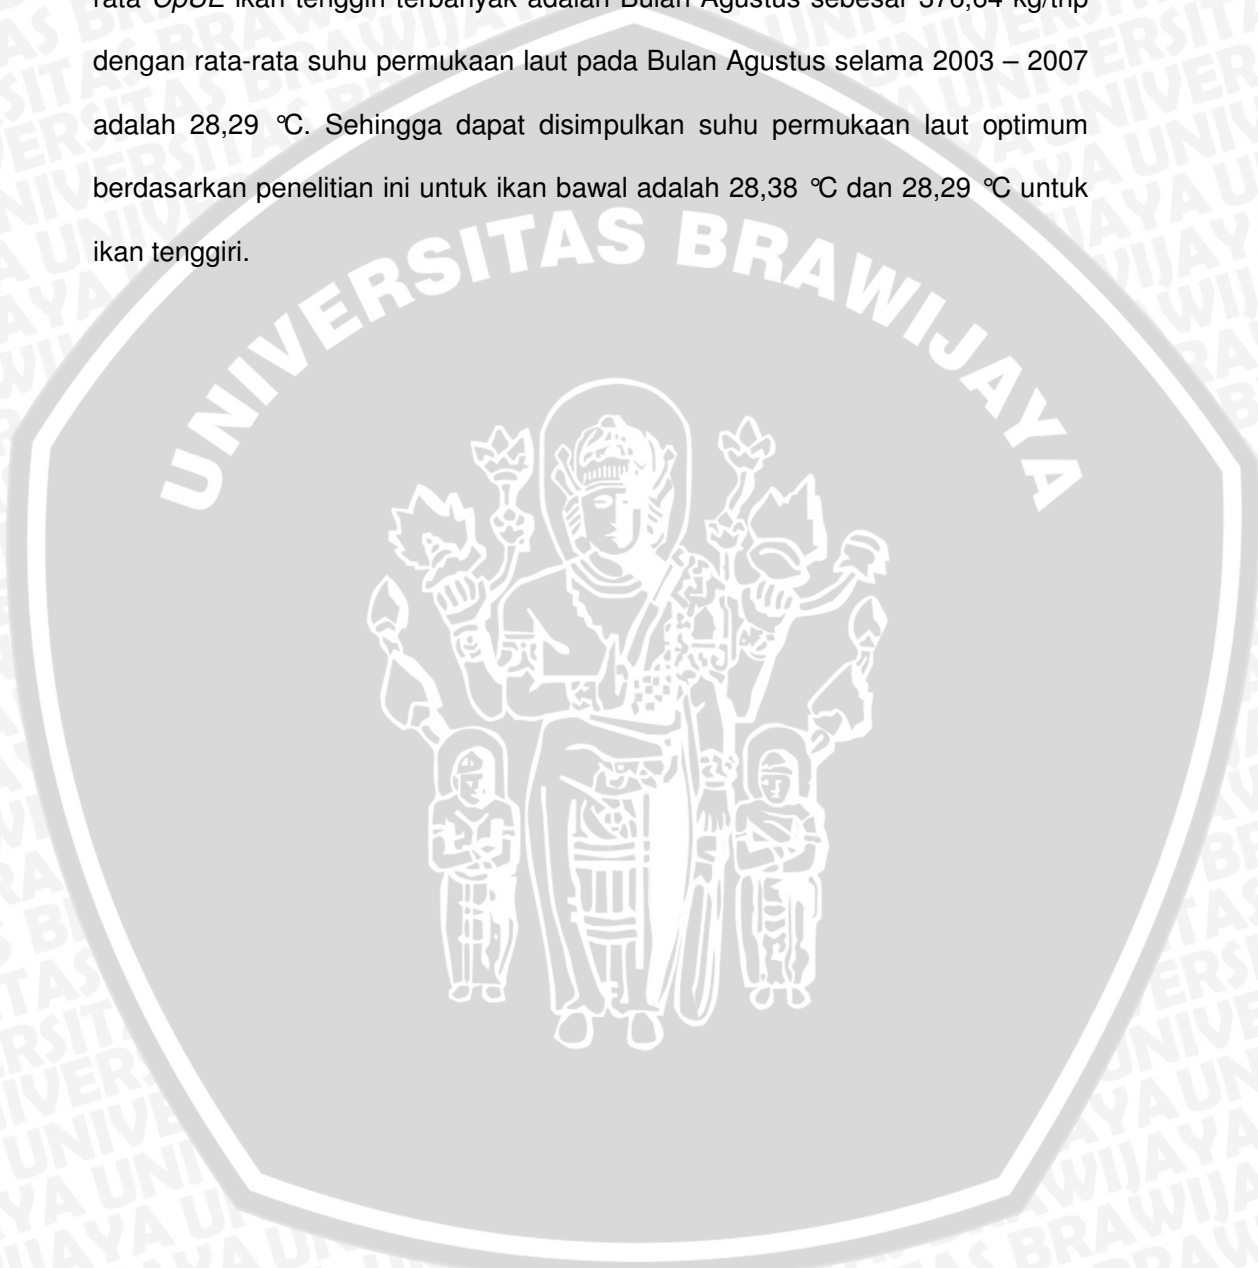 rata CpUE ikan tenggiri terbanyak adalah Bulan Agustus sebesar 376,64 kg/trip
dengan rata-rata suhu permukaan laut pada Bulan Agustus selama 2003 – 2007
adalah 28,29 °C. Sehingga dapat disimpulkan suhu permukaan laut optimum
berdasarkan penelitian ini untuk ikan bawal adalah 28,38 °C dan 28,29 °C untuk
ikan tenggiri.
UNIVERSITAS BRAWIJAYA